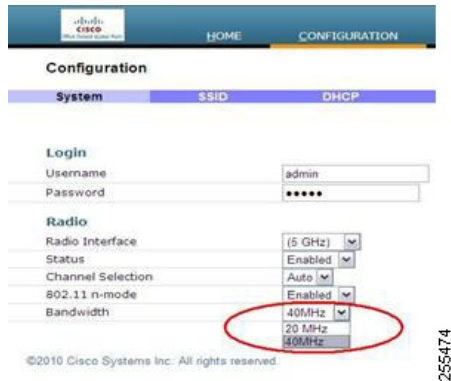 CISCO
HOME CONFIGURATION
Configuration
System SSID DHCP
Login
Username admin
Password •••••
Radio
Radio Interface (5 GHz)
Status Enabled
Channel Selection Auto
802.11 n-mode Enabled
Bandwidth 40MHz
20 MHz
40MHz
©2010 Cisco Systems Inc. All rights reserved.
255474